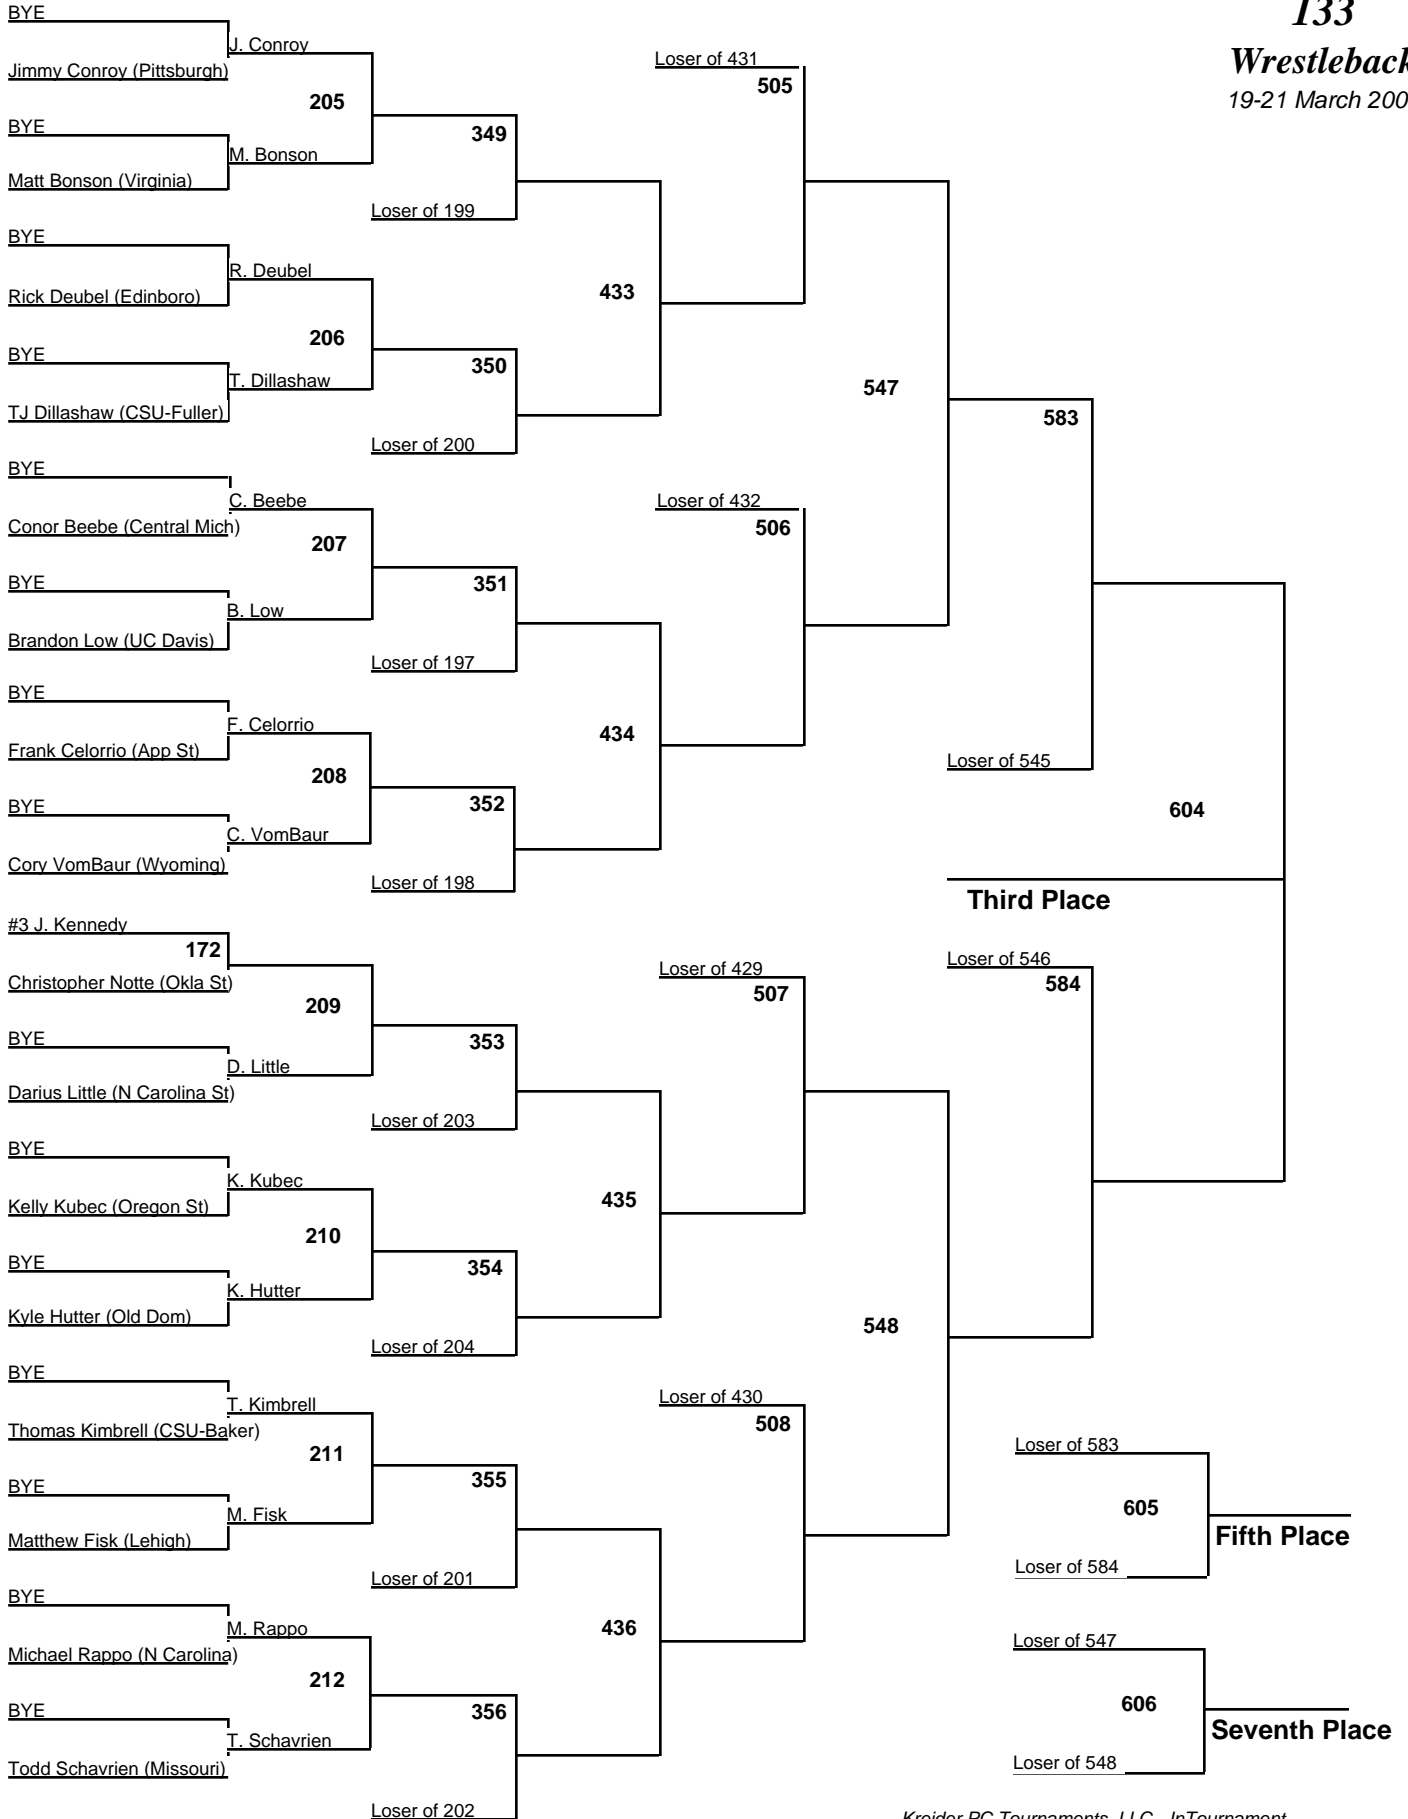 133
Wrestleback
19-21 March 200
BYE
J. Conroy
Jimmy Conroy (Pittsburgh)
205
BYE
M. Bonson
Matt Bonson (Virginia)
349
Loser of 199
BYE
R. Deubel
Rick Deubel (Edinboro)
206
BYE
T. Dillashaw
TJ Dillashaw (CSU-Fuller)
350
Loser of 200
433
Loser of 431
505
BYE
C. Beebe
Conor Beebe (Central Mich)
207
BYE
B. Low
Brandon Low (UC Davis)
351
Loser of 197
BYE
F. Celorrio
Frank Celorrio (App St)
208
BYE
C. VomBaur
Cory VomBaur (Wyoming)
352
Loser of 198
434
Loser of 432
506
547
583
Loser of 545
604
Third Place
#3 J. Kennedy
172
Christopher Notte (Okla St)
209
BYE
D. Little
Darius Little (N Carolina St)
353
Loser of 203
BYE
K. Kubec
Kelly Kubec (Oregon St)
210
BYE
K. Hutter
Kyle Hutter (Old Dom)
354
Loser of 204
435
Loser of 429
507
Loser of 546
584
BYE
T. Kimbrell
Thomas Kimbrell (CSU-Baker)
211
BYE
M. Fisk
Matthew Fisk (Lehigh)
355
Loser of 201
BYE
M. Rappo
Michael Rappo (N Carolina)
212
BYE
T. Schavrien
Todd Schavrien (Missouri)
356
Loser of 202
436
Loser of 430
508
548
Loser of 583
605
Fifth Place
Loser of 584
Loser of 547
606
Seventh Place
Loser of 548
Kreider PC Tournaments, LLC - InTournament